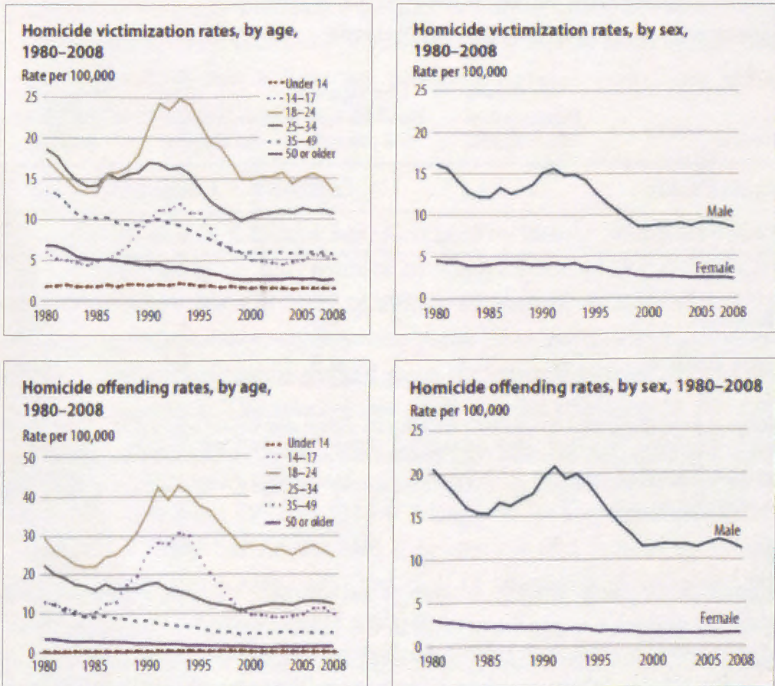 Homicide victimization rates, by age,
1980–2008
Rate per 100,000
Under 14
14–17
18–24
25–34
35–49
50 or older
25
20
15
10
5
0
1980 1985 1990 1995 2000 2005 2008
Homicide victimization rates, by sex,
1980–2008
Rate per 100,000
25
20
15
10
5
0
Male
Female
1980 1985 1990 1995 2000 2005 2008
Homicide offending rates, by age,
1980–2008
Rate per 100,000
Under 14
14–17
18–24
25–34
35–49
50 or older
50
40
30
20
10
0
1980 1985 1990 1995 2000 2005 2008
Homicide offending rates, by sex, 1980–2008
Rate per 100,000
25
20
15
10
5
0
Male
Female
1980 1985 1990 1995 2000 2005 2008